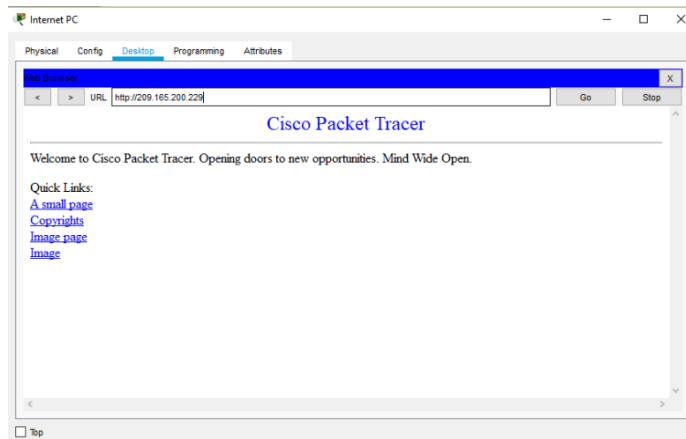 Internet PC
Physical Config Desktop Programming Attributes
Web Browser X
< > URL http://209.165.200.229 Go Stop
Cisco Packet Tracer
Welcome to Cisco Packet Tracer. Opening doors to new opportunities. Mind Wide Open.
Quick Links:
A small page
Copyrights
Image page
Image
Top